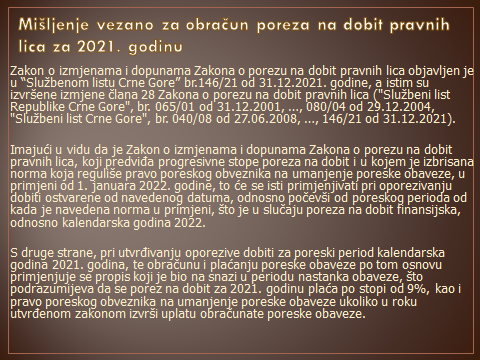 Mišljenje vezano za obračun poreza na dobit pravnih
lica za 2021. godinu
Zakon o izmjenama i dopunama Zakona o porezu na dobit pravnih lica objavljen je
u “Službenom listu Crne Gore” br.146/21 od 31.12.2021. godine, a istim su
izvršene izmjene člana 28 Zakona o porezu na dobit pravnih lica ("Službeni list
Republike Crne Gore", br. 065/01 od 31.12.2001, ..., 080/04 od 29.12.2004,
"Službeni list Crne Gore", br. 040/08 od 27.06.2008, ..., 146/21 od 31.12.2021).
Imajući u vidu da je Zakon o izmjenama i dopunama Zakona o porezu na dobit
pravnih lica, koji predviđa progresivne stope poreza na dobit i u kojem je izbrisana
norma koja reguliše pravo poreskog obveznika na umanjenje poreske obaveze, u
primjeni od 1. januara 2022. godine, to će se isti primjenjivati pri oporezivanju
dobiti ostvarene od navedenog datuma, odnosno počevši od poreskog perioda od
kada je navedena norma u primjeni, što je u slučaju poreza na dobit finansijska,
odnosno kalendarska godina 2022.
S druge strane, pri utvrđivanju oporezive dobiti za poreski period kalendarska
godina 2021. godina, te obračunu i plaćanju poreske obaveze po tom osnovu
primjenjuje se propis koji je bio na snazi u periodu nastanka obaveze, što
podrazumijeva da se porez na dobit za 2021. godinu plaća po stopi od 9%, kao i
pravo poreskog obveznika na umanjenje poreske obaveze ukoliko u roku
utvrđenom zakonom izvrši uplatu obračunate poreske obaveze.